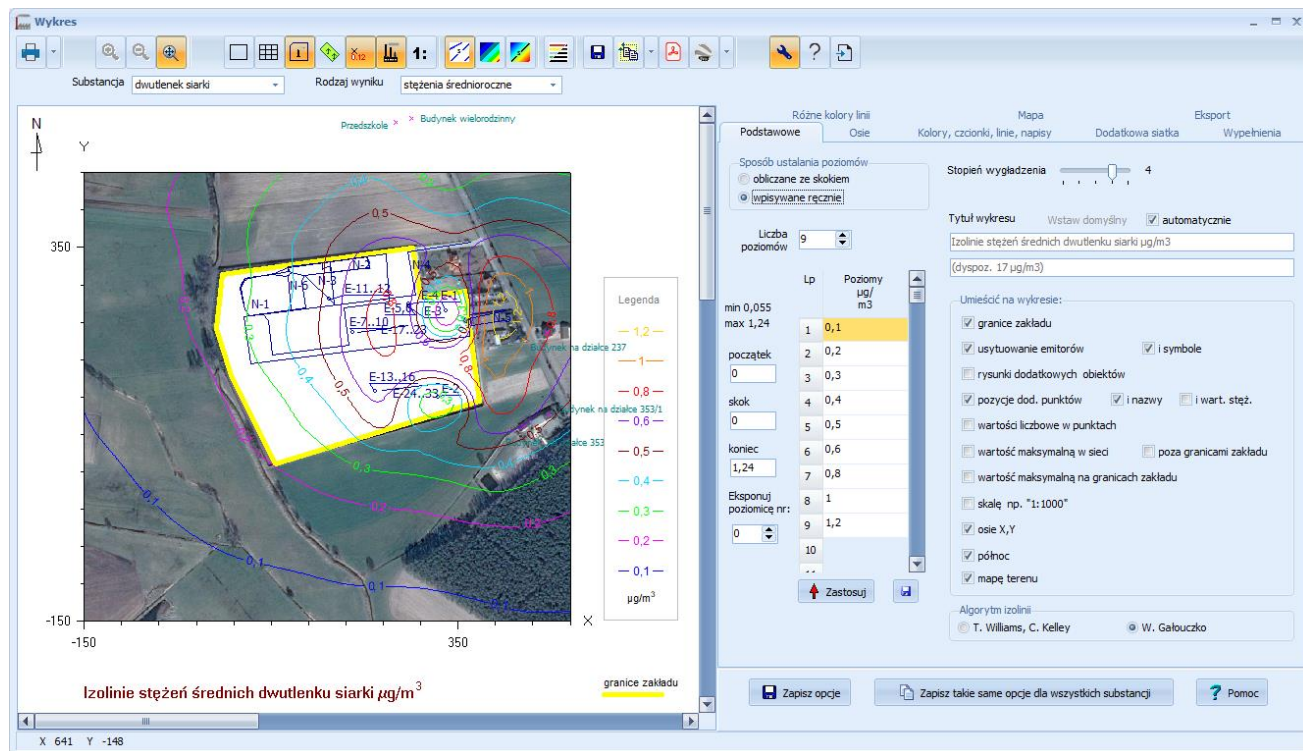 Wykres
x 0.12 1:
Substancja dwutlenek siarki Rodzaj wyniku stężenia średnioroczne
N
Y
Przedszkole × × Budynek wielorodzinny
350
-150
-150 350 X
0,5
N-2 N-4
N-6 N-3
N-1
E-11..12
E-4 E-1
E-5,6 E-3
E-7..10
E-17..23
Budynek na działce 237
E-13..16
E-24..33 E-2
Budynek na działce 353/1
0,4
0,3
0,2
0,1
0,1
Legenda
1,2
1
0,8
0,6
0,5
0,4
0,3
0,2
0,1
µg/m³
granice zakładu
Izolinie stężeń średnich dwutlenku siarki µg/m³
X 641 Y -148
Różne kolory linii Mapa Eksport
Podstawowe Osie Kolory, czcionki, linie, napisy Dodatkowa siatka Wypełnienia
Sposób ustalania poziomów
obliczane ze skokiem
wpisywane ręcznie
Stopień wygładzenia 4
Liczba poziomów 9
Tytuł wykresu Wstaw domyślny automatycznie
Izolinie stężeń średnich dwutlenku siarki µg/m3
(dyspoz. 17 µg/m3)
min 0,055
max 1,24
początek
0
skok
0
koniec
1,24
Eksponuj
poziomicę nr:
0
Lp Poziomy
µg/
m3
1 0,1
2 0,2
3 0,3
4 0,4
5 0,5
6 0,6
7 0,8
8 1
9 1,2
10
Zastosuj
Umieścić na wykresie:
granice zakładu
usytuowanie emitorów i symbole
rysunki dodatkowych obiektów
pozycje dod. punktów i nazwy i wart. stęż.
wartości liczbowe w punktach
wartość maksymalną w sieci poza granicami zakładu
wartość maksymalną na granicach zakładu
skalę np. "1:1000"
osie X,Y
północ
mapę terenu
Algorytm izolinii
T. Williams, C. Kelley W. Gałouczko
Zapisz opcje Zapisz takie same opcje dla wszystkich substancji Pomoc